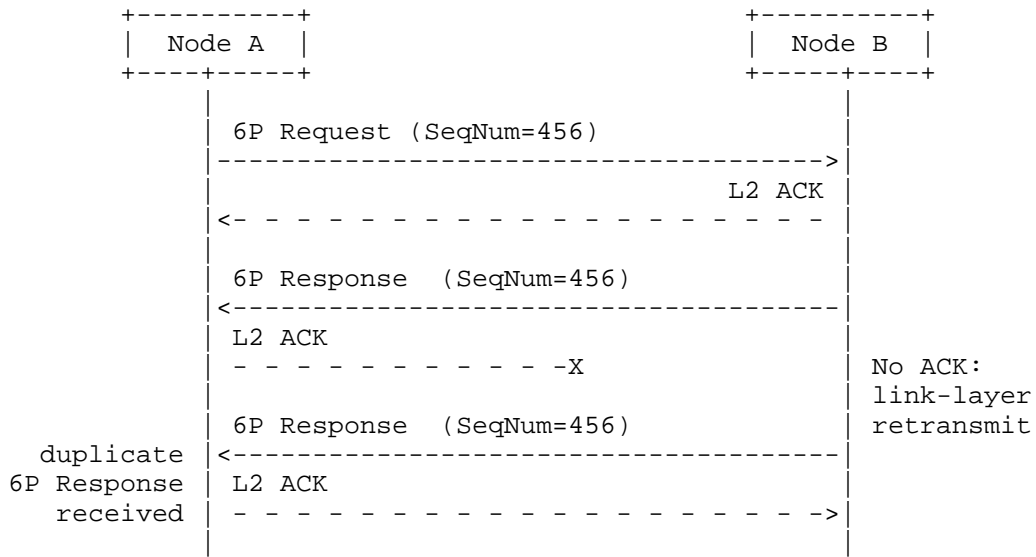 Node A Node B
6P Request (SeqNum=456)
L2 ACK
6P Response (SeqNum=456)
L2 ACK
X No ACK:
link-layer
6P Response (SeqNum=456) retransmit
duplicate
6P Response L2 ACK
received